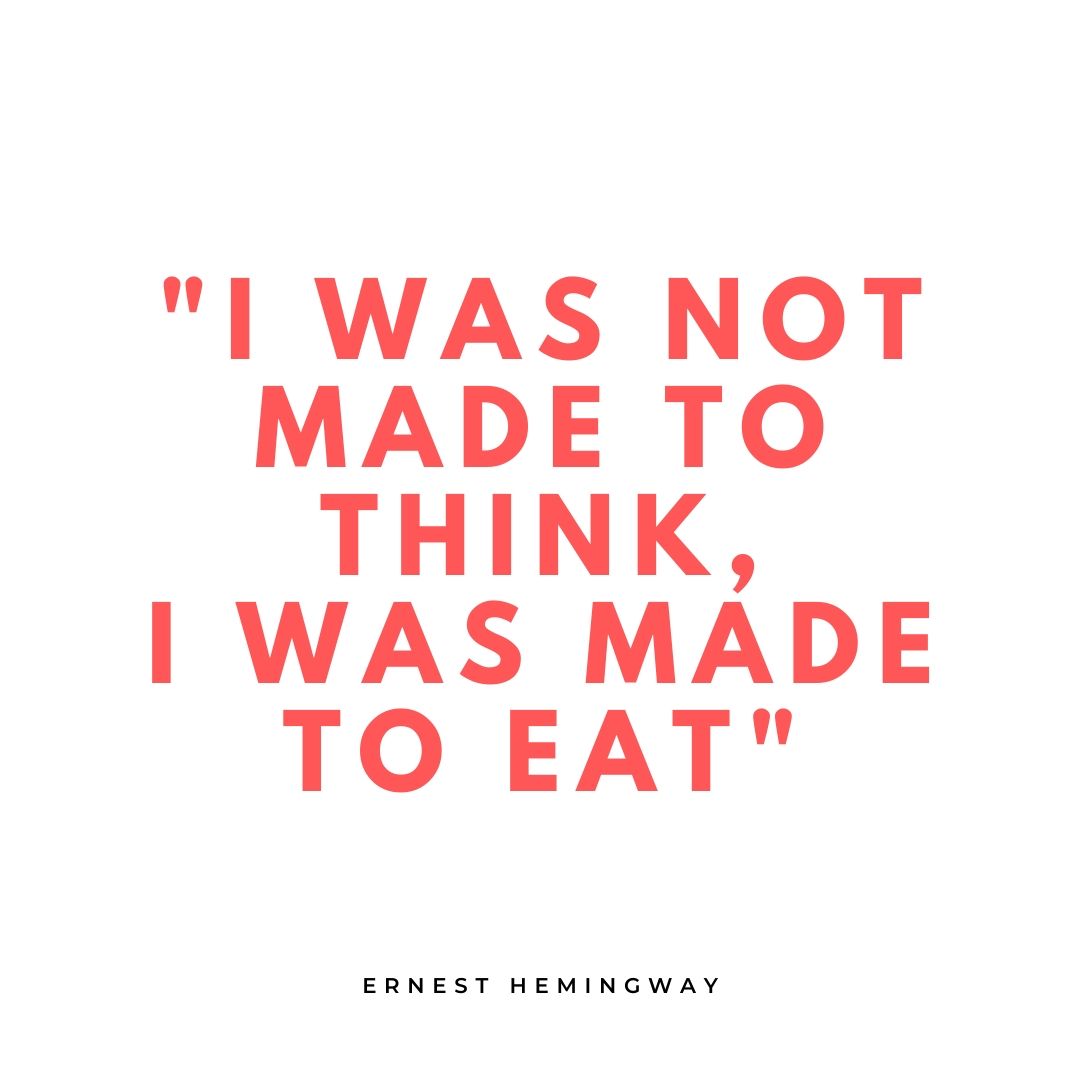 "I WAS NOT
MADE TO
THINK,
I WAS MADE
TO EAT"
ERNEST HEMINGWAY